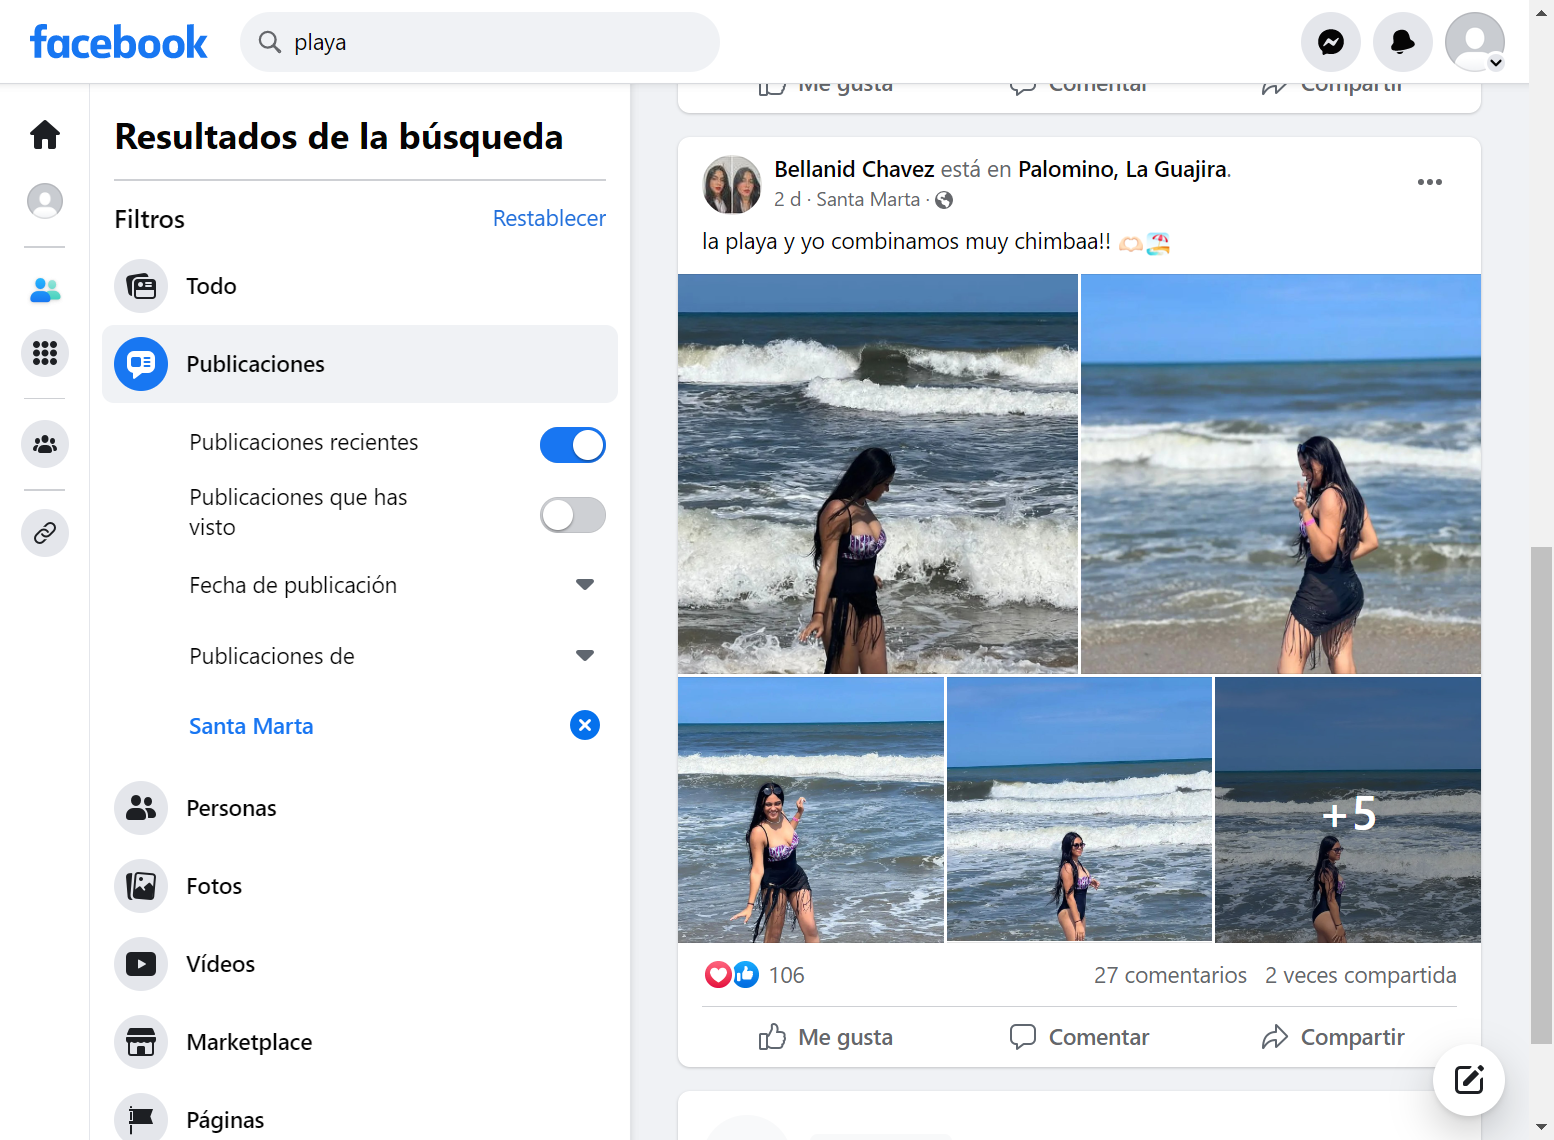 facebook
playa
Resultados de la búsqueda
Filtros
Restablecer
Todo
Publicaciones
Publicaciones recientes
Publicaciones que has
visto
Fecha de publicación
Publicaciones de
Santa Marta
Personas
Fotos
Vídeos
Marketplace
Páginas
Me gusta Comentar Compartir
Bellanid Chavez está en Palomino, La Guajira.
2 d · Santa Marta ·
la playa y yo combinamos muy chimbaa!! 🫶🏻🏖️
+5
106 27 comentarios 2 veces compartida
Me gusta Comentar Compartir